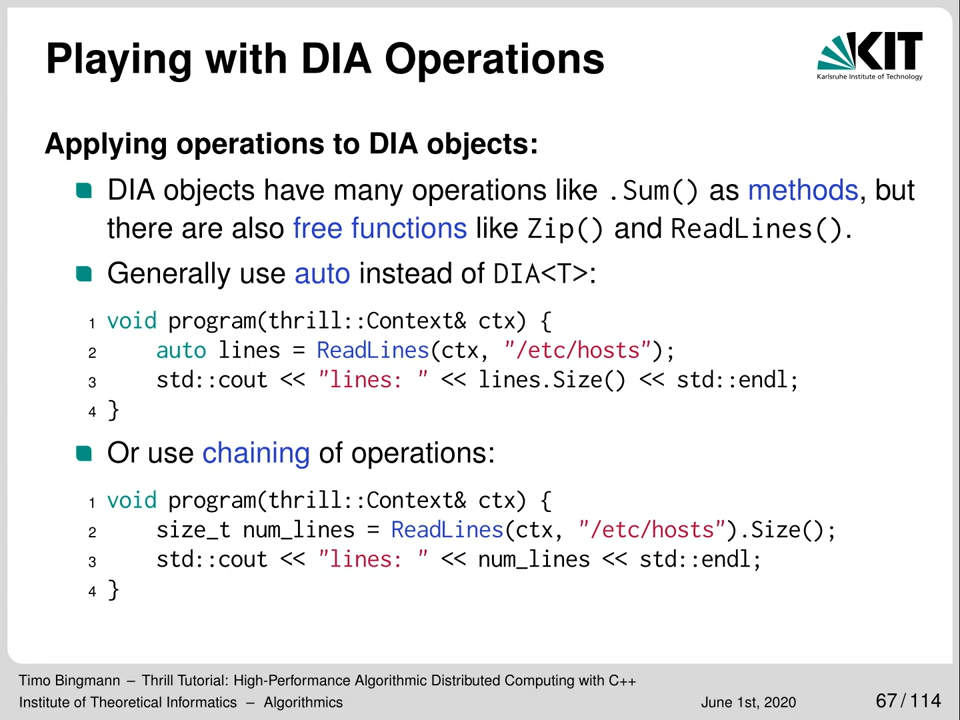 Playing with DIA Operations
KIT
Karlsruhe Institute of Technology
Applying operations to DIA objects:
DIA objects have many operations like .Sum() as methods, but
there are also free functions like Zip() and ReadLines().
Generally use auto instead of DIA<T>:
1 void program(thrill::Context& ctx) {
2     auto lines = ReadLines(ctx, "/etc/hosts");
3     std::cout << "lines: " << lines.Size() << std::endl;
4 }
Or use chaining of operations:
1 void program(thrill::Context& ctx) {
2     size_t num_lines = ReadLines(ctx, "/etc/hosts").Size();
3     std::cout << "lines: " << num_lines << std::endl;
4 }
Timo Bingmann – Thrill Tutorial: High-Performance Algorithmic Distributed Computing with C++
Institute of Theoretical Informatics – Algorithmics June 1st, 2020 67 / 114